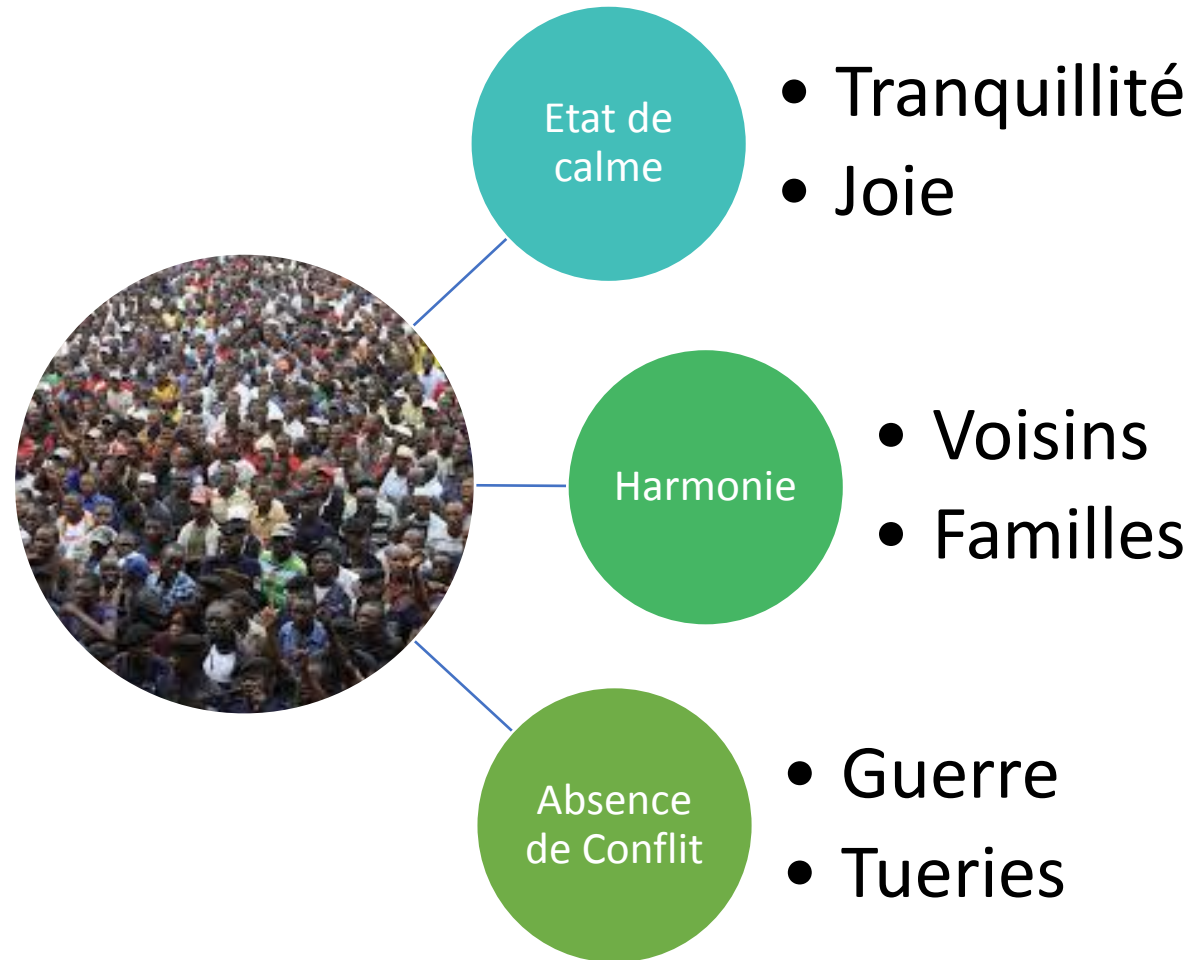 Etat de
calme
• Tranquillité
• Joie
Harmonie
• Voisins
• Familles
Absence
de Conflit
• Guerre
• Tueries